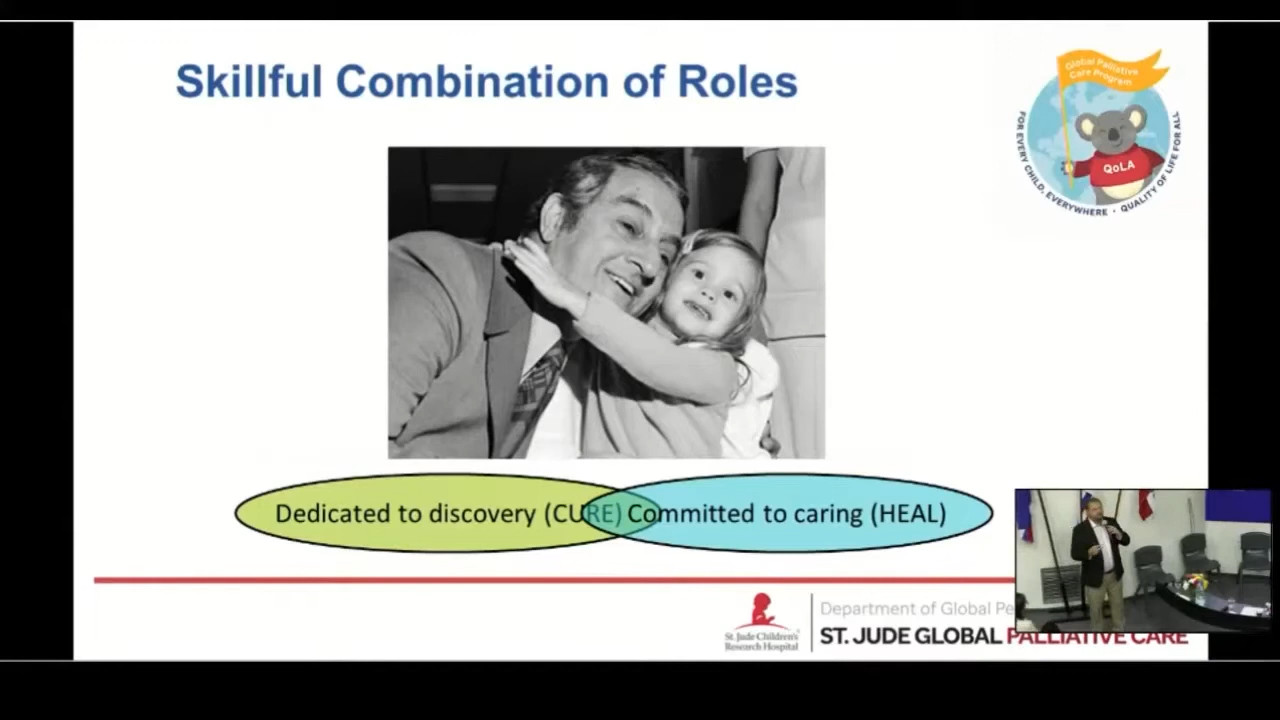 Skillful Combination of Roles
Global Palliative
Care Program
FOR EVERY CHILD, EVERYWHERE · QUALITY OF LIFE FOR ALL
QoLA
Dedicated to discovery (CURE)
Committed to caring (HEAL)
St. Jude Children's
Research Hospital
Department of Global Pe
ST. JUDE GLOBAL PALLIATIVE CARE